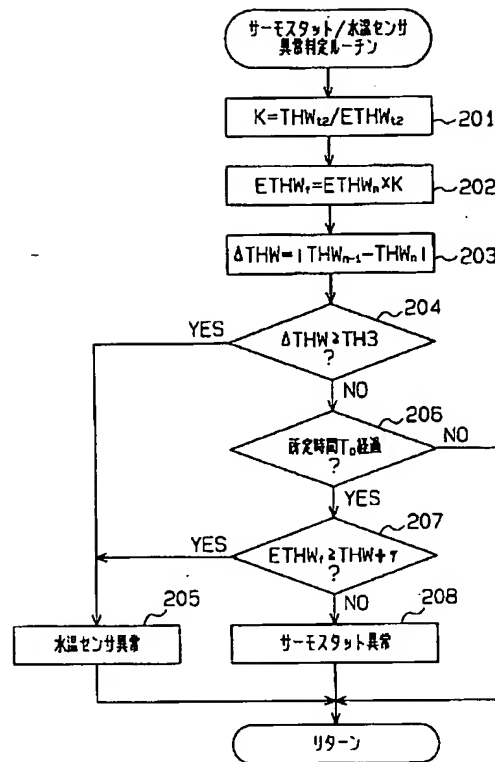 サーモスタット/水温センサ
異常判定ルーチン
K=THWt2/ETHWt2
201
ETHWf=ETHWn×K
202
ΔTHW=|THWn-1-THWn|
203
204
YES
ΔTHW≧TH3
?
NO
206
所定時間T0経過
?
NO
YES
207
YES
ETHWf≧THW+τ
?
205
NO
208
水温センサ異常
サーモスタット異常
リターン